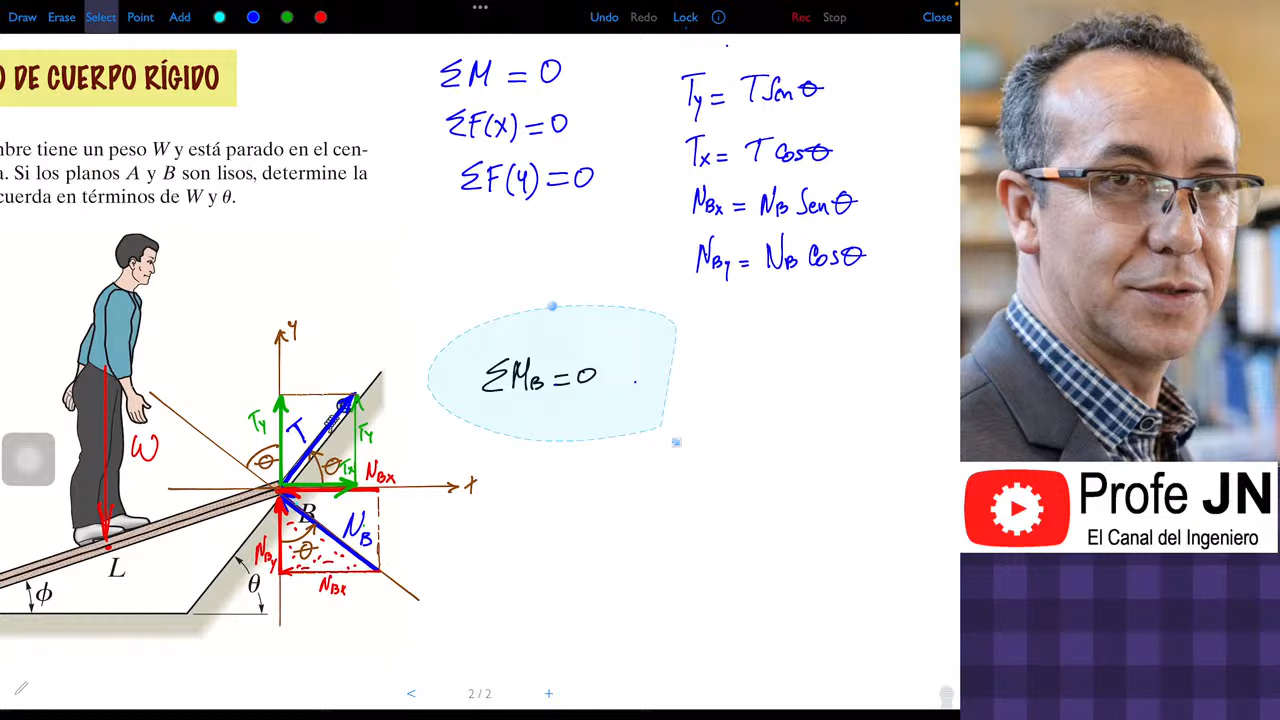 Draw Erase Select Point Add
Undo Redo Lock
Rec Stop
Close
O DE CUERPO RÍGIDO
mbre tiene un peso W y está parado en el cen-
a. Si los planos A y B son lisos, determine la
cuerda en términos de W y θ.
ΣM = 0
ΣF(x) = 0
ΣF(y) = 0
Ty = T Sen θ
Tx = T Cos θ
NBx = NB Sen θ
NBy = NB Cos θ
ΣMB = 0
y
Ty
T
Ty
W
θ
θ
Tx
NBx
x
B
NB
NBy
θ
NBx
L
ϕ
θ
Profe JN
El Canal del Ingeniero
< 2/2 +